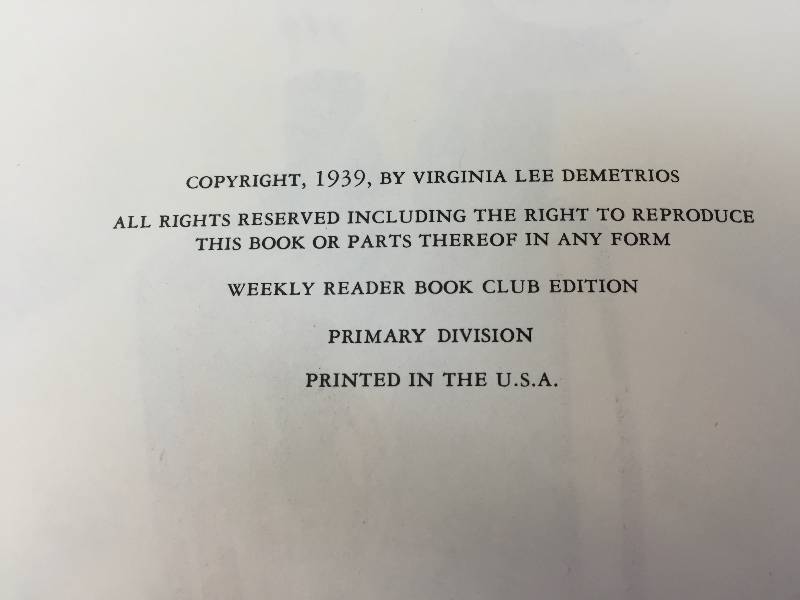 COPYRIGHT, 1939, BY VIRGINIA LEE DEMETRIOS
ALL RIGHTS RESERVED INCLUDING THE RIGHT TO REPRODUCE
THIS BOOK OR PARTS THEREOF IN ANY FORM
WEEKLY READER BOOK CLUB EDITION
PRIMARY DIVISION
PRINTED IN THE U.S.A.